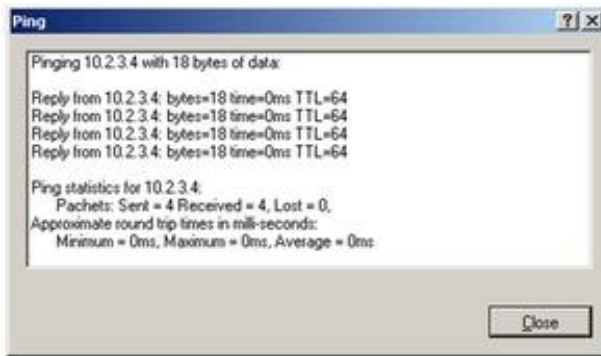 Ping
Pinging 10.2.3.4 with 18 bytes of data:
Reply from 10.2.3.4: bytes=18 time=0ms TTL=64
Reply from 10.2.3.4: bytes=18 time=0ms TTL=64
Reply from 10.2.3.4: bytes=18 time=0ms TTL=64
Reply from 10.2.3.4: bytes=18 time=0ms TTL=64
Ping statistics for 10.2.3.4:
Pachets: Sent = 4 Received = 4, Lost = 0,
Approximate round trip times in milli-seconds:
Minimum = 0ms, Maximum = 0ms, Average = 0ms
Close